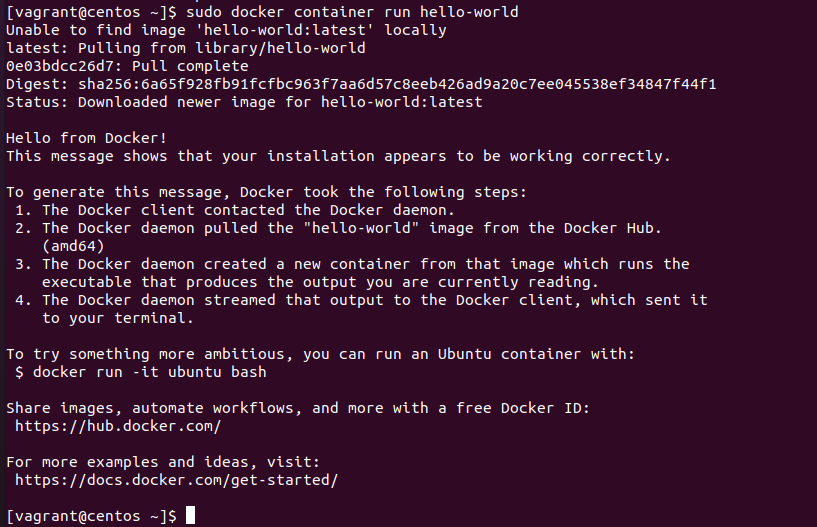 [vagrant@centos ~]$ sudo docker container run hello-world
Unable to find image 'hello-world:latest' locally
latest: Pulling from library/hello-world
0e03bdcc26d7: Pull complete
Digest: sha256:6a65f928fb91fcfbc963f7aa6d57c8eeb426ad9a20c7ee045538ef34847f44f1
Status: Downloaded newer image for hello-world:latest

Hello from Docker!
This message shows that your installation appears to be working correctly.

To generate this message, Docker took the following steps:
 1. The Docker client contacted the Docker daemon.
 2. The Docker daemon pulled the "hello-world" image from the Docker Hub.
    (amd64)
 3. The Docker daemon created a new container from that image which runs the
    executable that produces the output you are currently reading.
 4. The Docker daemon streamed that output to the Docker client, which sent it
    to your terminal.

To try something more ambitious, you can run an Ubuntu container with:
 $ docker run -it ubuntu bash

Share images, automate workflows, and more with a free Docker ID:
 https://hub.docker.com/

For more examples and ideas, visit:
 https://docs.docker.com/get-started/

[vagrant@centos ~]$